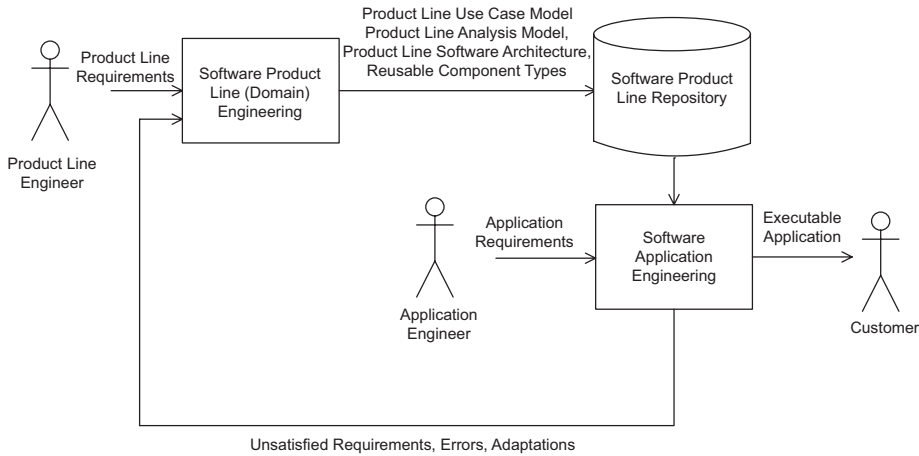 Product Line Use Case Model
Product Line Analysis Model,
Product Line Software Architecture,
Reusable Component Types
Product Line
Requirements
Software Product
Line (Domain)
Engineering
Software Product
Line Repository
Product Line
Engineer
Application
Requirements
Software
Application
Engineering
Executable
Application
Application
Engineer
Customer
Unsatisfied Requirements, Errors, Adaptations